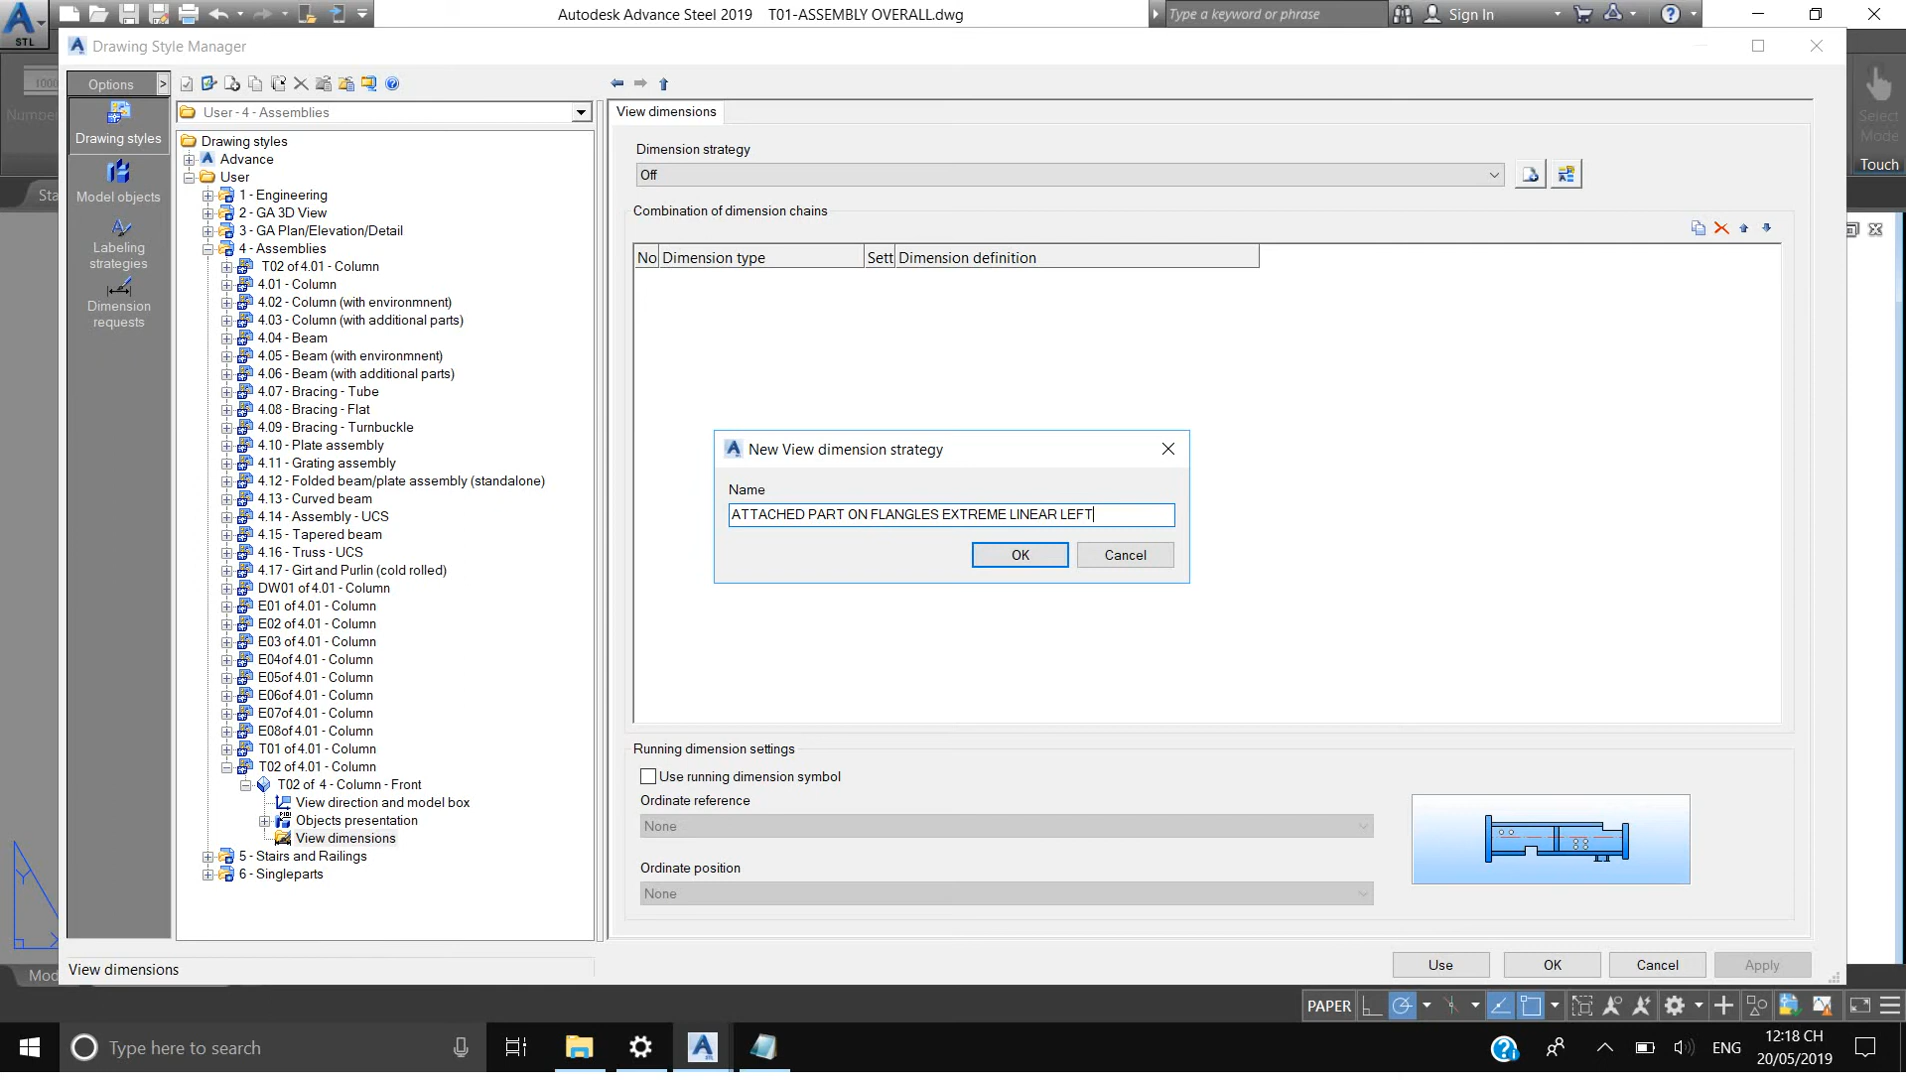 Autodesk Advance Steel 2019 T01-ASSEMBLY OVERALL.dwg
Type a keyword or phrase
Sign In
STL
Drawing Style Manager
Options
User - 4 - Assemblies
View dimensions
Drawing styles
Model objects
Labeling
strategies
Dimension
requests
Drawing styles
Advance
User
1 - Engineering
2 - GA 3D View
3 - GA Plan/Elevation/Detail
4 - Assemblies
T02 of 4.01 - Column
4.01 - Column
4.02 - Column (with environmnent)
4.03 - Column (with additional parts)
4.04 - Beam
4.05 - Beam (with environmnent)
4.06 - Beam (with additional parts)
4.07 - Bracing - Tube
4.08 - Bracing - Flat
4.09 - Bracing - Turnbuckle
4.10 - Plate assembly
4.11 - Grating assembly
4.12 - Folded beam/plate assembly (standalone)
4.13 - Curved beam
4.14 - Assembly - UCS
4.15 - Tapered beam
4.16 - Truss - UCS
4.17 - Girt and Purlin (cold rolled)
DW01 of 4.01 - Column
E01 of 4.01 - Column
E02 of 4.01 - Column
E03 of 4.01 - Column
E04of 4.01 - Column
E05of 4.01 - Column
E06of 4.01 - Column
E07of 4.01 - Column
E08of 4.01 - Column
T01 of 4.01 - Column
T02 of 4.01 - Column
T02 of 4 - Column - Front
View direction and model box
Objects presentation
View dimensions
5 - Stairs and Railings
6 - Singleparts
View dimensions
Dimension strategy
Off
Combination of dimension chains
No Dimension type Sett Dimension definition
New View dimension strategy
Name
ATTACHED PART ON FLANGLES EXTREME LINEAR LEFT
OK Cancel
Running dimension settings
Use running dimension symbol
Ordinate reference
None
Ordinate position
None
Use OK Cancel Apply
Select
Mode
Touch
PAPER
Type here to search
ENG
12:18 CH
20/05/2019